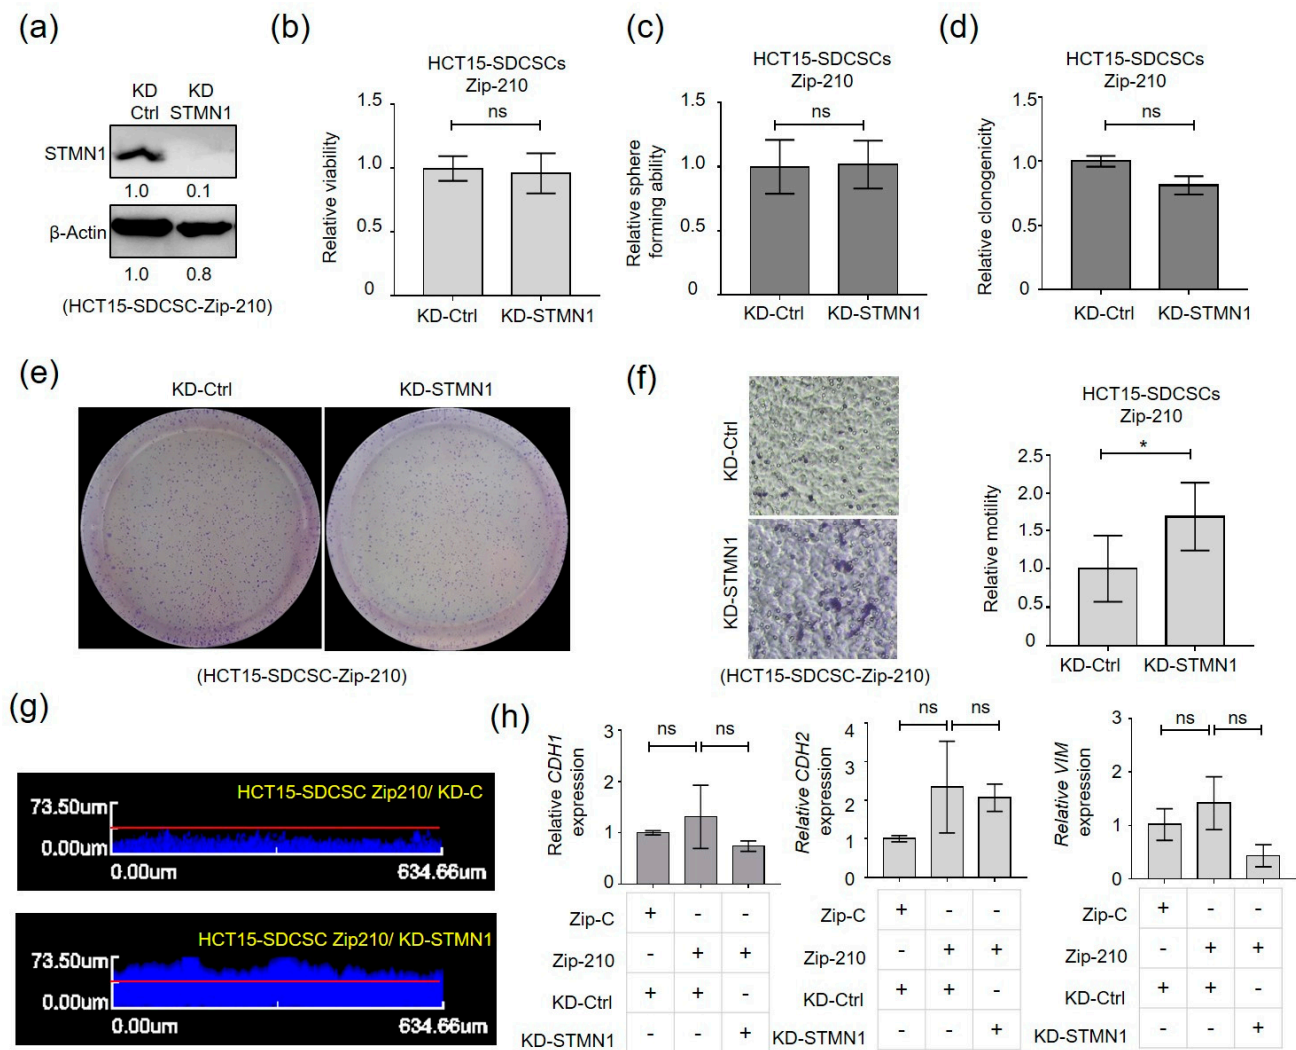 (a)
KD KD
Ctrl STMN1
STMN1
1.0 0.1
β-Actin
1.0 0.8
(HCT15-SDCSC-Zip-210)
(b)
HCT15-SDCSCs
Zip-210
Relative viability
1.5
1.0
0.5
0
ns
KD-Ctrl KD-STMN1
(c)
HCT15-SDCSCs
Zip-210
Relative sphere
forming ability
1.5
1.0
0.5
0
ns
KD-Ctrl KD-STMN1
(d)
HCT15-SDCSCs
Zip-210
Relative clonogenicity
1.5
1.0
0.5
0
ns
KD-Ctrl KD-STMN1
(e)
KD-Ctrl KD-STMN1
(HCT15-SDCSC-Zip-210)
(f)
KD-Ctrl
KD-STMN1
(HCT15-SDCSC-Zip-210)
HCT15-SDCSCs
Zip-210
Relative motility
2.5
2.0
1.5
1.0
0.5
0
*
KD-Ctrl KD-STMN1
(g)
HCT15-SDCSC Zip210/ KD-C
73.50um
0.00um
0.00um 634.66um
HCT15-SDCSC Zip210/ KD-STMN1
73.50um
0.00um
0.00um 634.66um
(h)
Relative CDH1
expression
3
2
1
0
ns ns
Zip-C + - -
Zip-210 - + +
KD-Ctrl + + -
KD-STMN1 - - +
Relative CDH2
expression
4
3
2
1
0
ns ns
Zip-C + - -
Zip-210 - + +
KD-Ctrl + + -
KD-STMN1 - - +
Relative VIM
expression
3
2
1
0
ns ns
Zip-C + - -
Zip-210 - + +
KD-Ctrl + + -
KD-STMN1 - - +